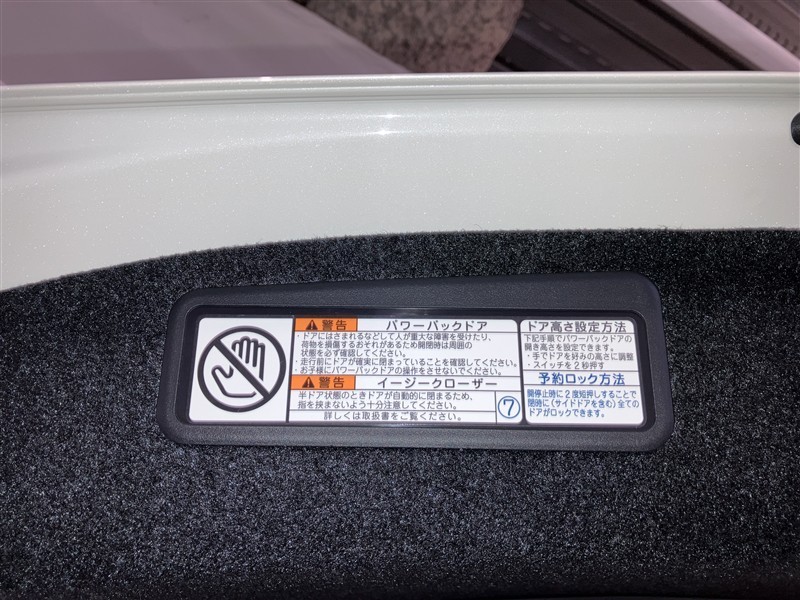 警告 パワーバックドア
・ドアにはさまれるなどして人が重大な障害を受けたり、
荷物を損傷するおそれがあるため開閉時は周囲の
状態を必ず確認してください。
・走行前にドアが確実に閉まっていることを確認してください。
・お子様にパワーバックドアの操作をさせないでください。
警告 イージークローザー
半ドア状態のときドアが自動的に閉まるため、
指を挟まないよう十分注意してください。
詳しくは取扱書をご覧ください。
⑦
ドア高さ設定方法
下記手順でパワーバックドアの
開き高さを設定できます。
・手でドアを好みの高さに調整
・スイッチを2秒押す
予約ロック方法
開停止時に2度短押しすることで
閉時に(サイドドアを含む)全ての
ドアがロックできます。